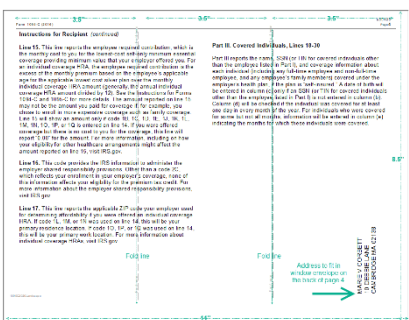 3.5"
3.5"
3.5"
Form 1095-C (2024)
Instructions for Recipient (continued)
Line 15. This line reports the employee required contribution, which is
the monthly cost to you for the lowest-cost self-only minimum essential
coverage providing minimum value that your employer offered you. For
an individual coverage HRA, the employee required contribution is the
excess of the monthly premium based on the employee's applicable
age for the applicable lowest cost silver plan over the monthly
individual coverage HRA amount (generally, the annual individual
coverage HRA amount divided by 12). See the Instructions for Forms
1094-C and 1095-C for more details. The amount reported on line 15
may not be the amount you paid for coverage if, for example, you
chose to enroll in more expensive coverage such as family coverage.
Line 15 will show an amount only if code 1B, 1C, 1D, 1E, 1J, 1K, 1L,
1M, 1N, 1O, 1P, or 1Q is entered on line 14. If you were offered
coverage but there is no cost to you for the coverage, this line will
report "0.00" for the amount. For more information, including on how
your eligibility for other healthcare arrangements might affect the
amount reported on line 15, visit IRS.gov.
Line 16. This code provides the IRS information to administer the
employer shared responsibility provisions. Other than a code 2C
which reflects your enrollment in your employer's coverage, none of
this information affects your eligibility for the premium tax credit. For
more information about the employer shared responsibility provisions,
visit IRS.gov.
Line 17. This line reports the applicable ZIP code your employer used
for determining affordability if you were offered an individual coverage
HRA. If code 1L, 1M, or 1N was used on line 14, this will be your
primary residence location. If code 1O, 1P, or 1Q was used on line 14,
this will be your primary work location. For more information about
individual coverage HRAs, visit IRS.gov.
Part III. Covered Individuals, Lines 18–30
Part III reports the name, SSN (or TIN for covered individuals other
than the employee listed in Part I), and coverage information about
each individual (including any full-time employee and non-full-time
employee, and any employee's family members) covered under the
employer's health plan, if the plan is "self-insured." A date of birth will
be entered in column (c) only if an SSN (or TIN for covered individuals
other than the employee listed in Part I) is not entered in column (b).
Column (d) will be checked if the individual was covered for at least
one day in every month of the year. For individuals who were covered
for some but not all months, information will be entered in column (e)
indicating the months for which these individuals were covered.
8.5"
Fold line
Fold line
Address to fit in
window envelope on
the back of page 4
MARIE V CORBETT
CAMBRIDGE MA 02139
11"